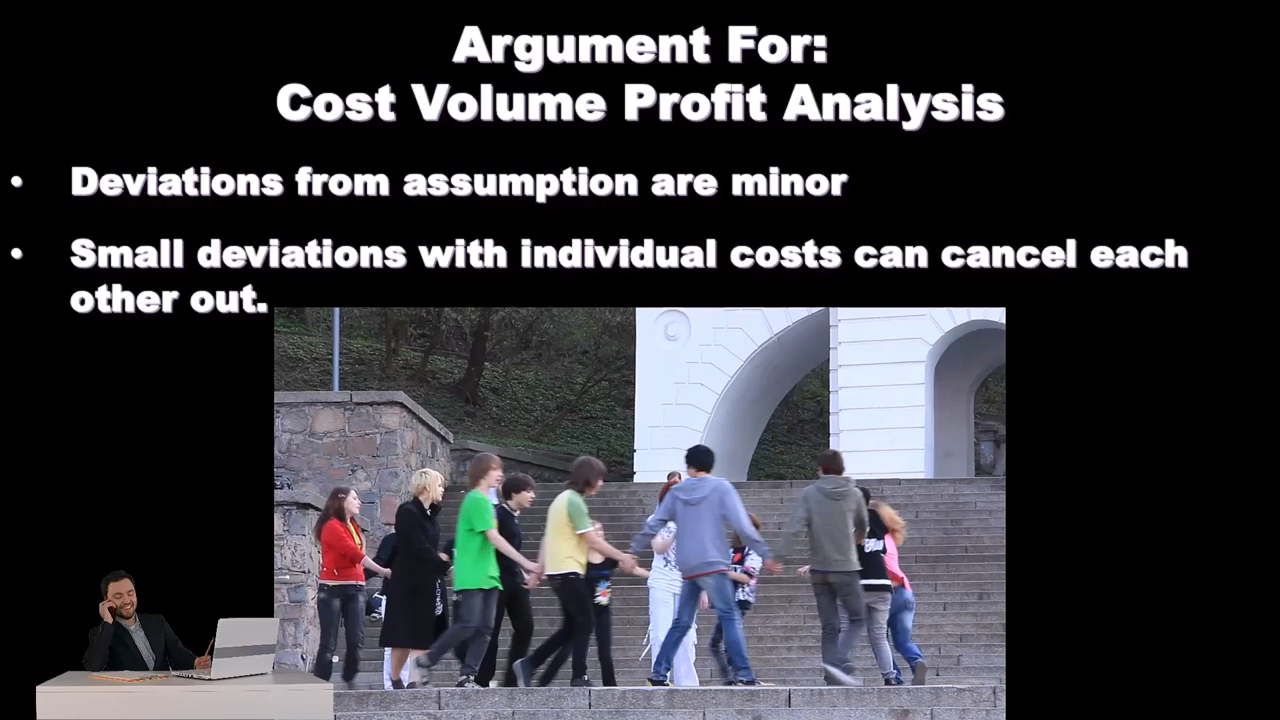 Argument For:
Cost Volume Profit Analysis
• Deviations from assumption are minor
• Small deviations with individual costs can cancel each
other out.